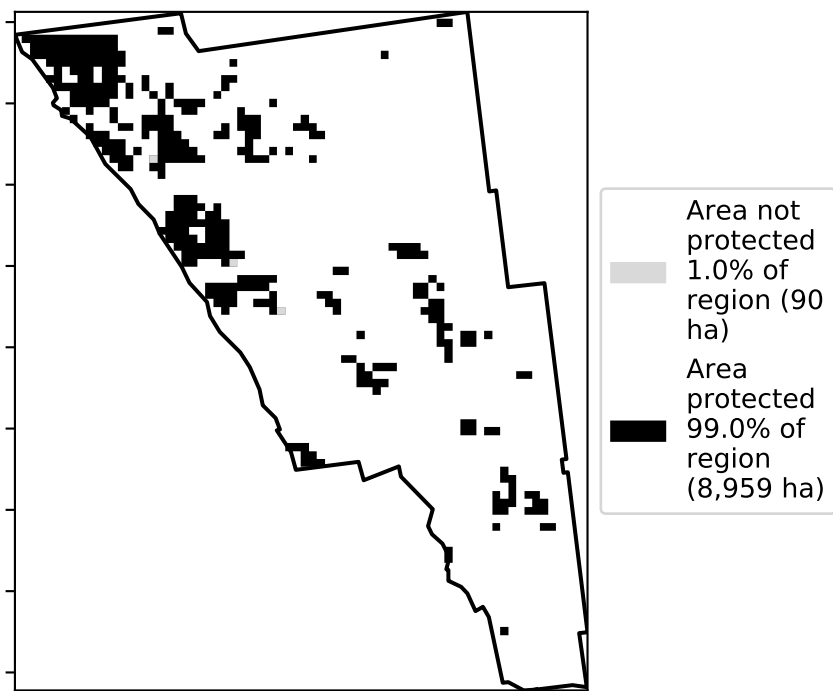 Area not
protected
1.0% of
region (90
ha)
Area
protected
99.0% of
region
(8,959 ha)